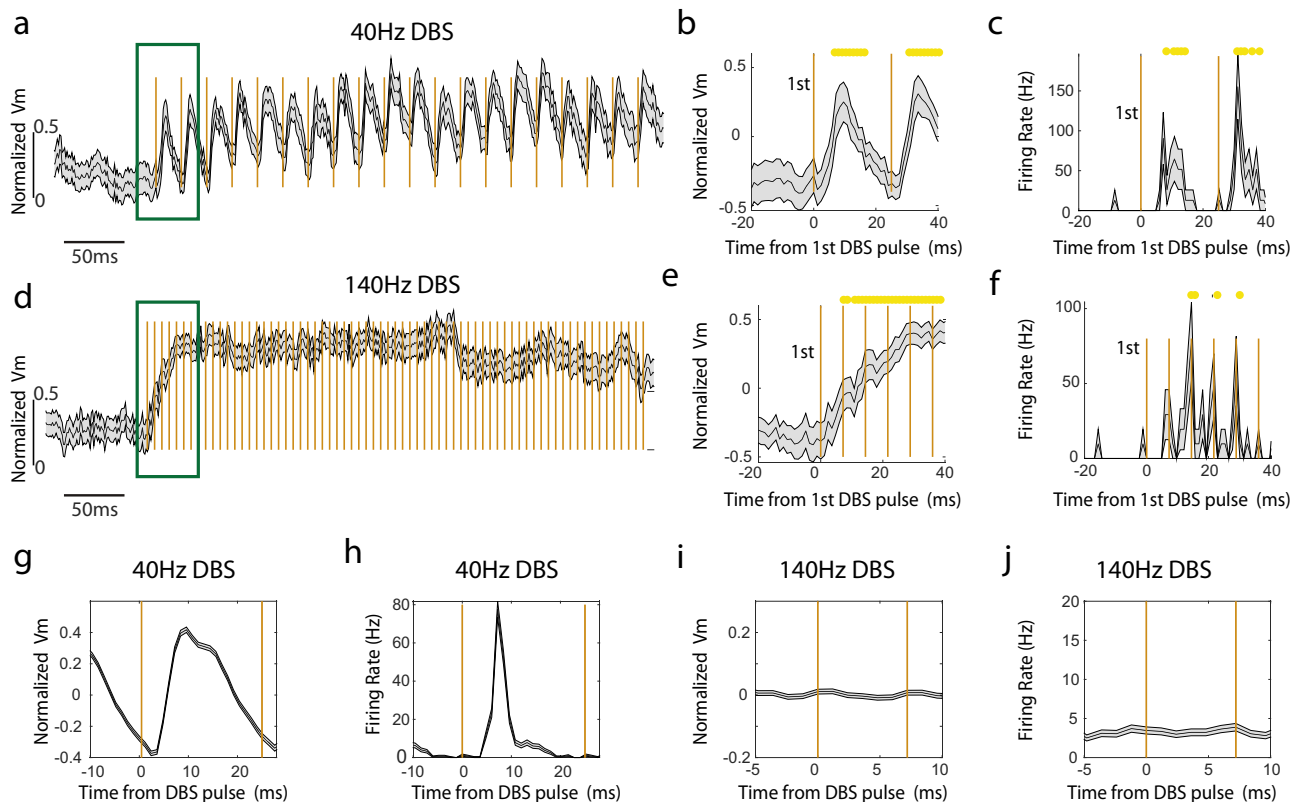 a
40Hz DBS
Normalized Vm
0.5
0
50ms
b
Normalized Vm
0.5
0
-0.5
1st
-20 0 20 40
Time from 1st DBS pulse (ms)
c
Firing Rate (Hz)
150
100
50
0
1st
-20 0 20 40
Time from 1st DBS pulse (ms)
d
140Hz DBS
Normalized Vm
0.5
0
50ms
e
Normalized Vm
0.5
0
-0.5
1st
-20 0 20 40
Time from 1st DBS pulse (ms)
f
Firing Rate (Hz)
100
50
0
1st
-20 0 20 40
Time from 1st DBS pulse (ms)
g
40Hz DBS
Normalized Vm
0.4
0.2
0
-0.2
-0.4
-10 0 10 20
Time from DBS pulse (ms)
h
40Hz DBS
Firing Rate (Hz)
80
60
40
20
0
-10 0 10 20
Time from DBS pulse (ms)
i
140Hz DBS
Normalized Vm
0.2
0
-0.2
-5 0 5 10
Time from DBS pulse (ms)
j
140Hz DBS
Firing Rate (Hz)
20
15
10
5
0
-5 0 5 10
Time from DBS pulse (ms)